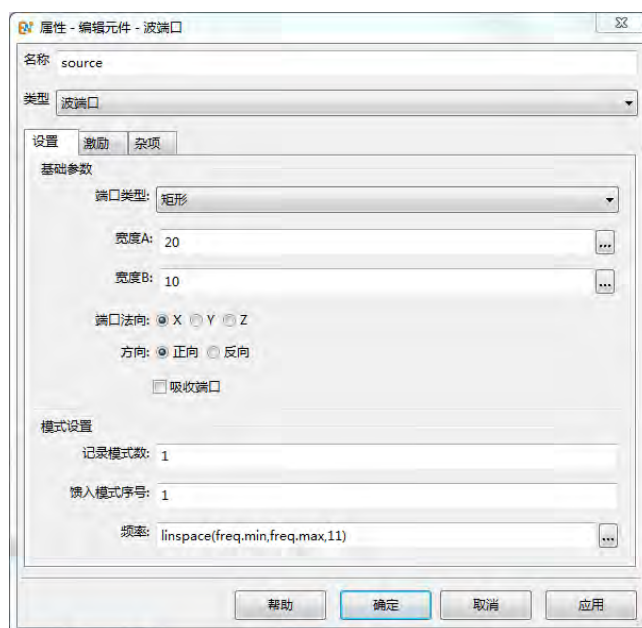 属性 - 编辑元件 - 波端口
名称 source
类型 波端口
设置 激励 杂项
基础参数
端口类型: 矩形
宽度A: 20 ...
宽度B: 10 ...
端口法向: X Y Z
方向: 正向 反向
吸收端口
模式设置
记录模式数: 1
馈入模式序号: 1
频率: linspace(freq.min,freq.max,11) ...
帮助 确定 取消 应用